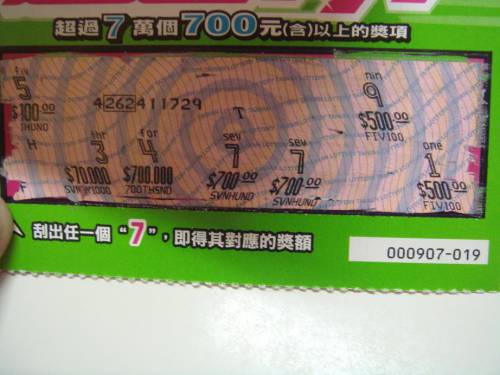 超過7萬個700元(含)以上的獎項
5
$100.00
H
4 262 411729
T
nin
9
$500.00
FIV100
thr
3
$70,000
for
4
$700,000
700THSND
sev
7
$700.00
SVNHUND
sev
7
$700.00
SVNHUND
one
1
$500.00
FIV100
F
刮出任一個“7”，即得其對應的獎額
000907-019